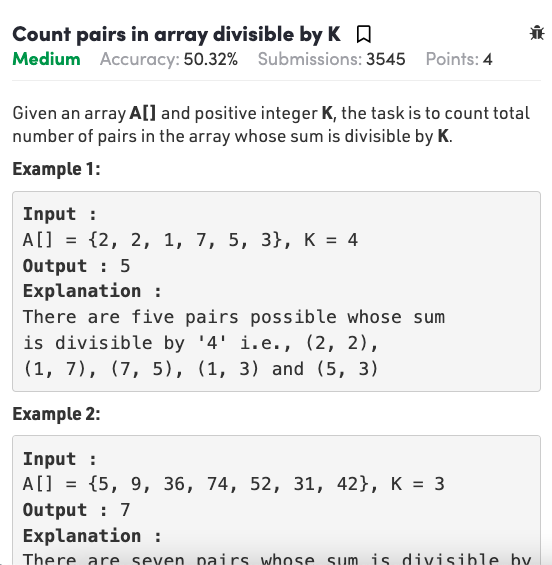 Count pairs in array divisible by K
Medium Accuracy: 50.32% Submissions: 3545 Points: 4
Given an array A[] and positive integer K, the task is to count total
number of pairs in the array whose sum is divisible by K.
Example 1:
Input :
A[] = {2, 2, 1, 7, 5, 3}, K = 4
Output : 5
Explanation :
There are five pairs possible whose sum
is divisible by '4' i.e., (2, 2),
(1, 7), (7, 5), (1, 3) and (5, 3)
Example 2:
Input :
A[] = {5, 9, 36, 74, 52, 31, 42}, K = 3
Output : 7
Explanation :
There are seven pairs whose sum is divisible by